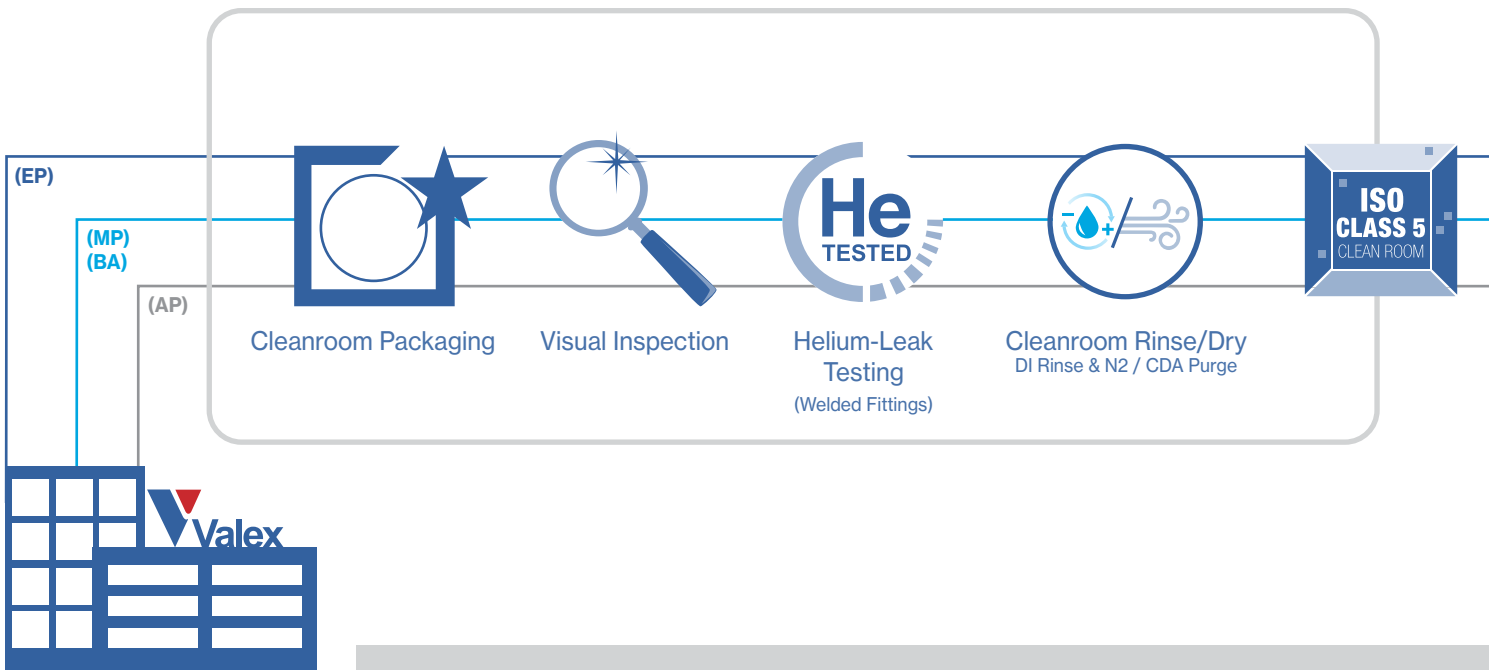 (EP)
(MP)
(BA)
(AP)
He
TESTED
ISO
CLASS 5
CLEAN ROOM
Cleanroom Packaging
Visual Inspection
Helium-Leak
Testing
(Welded Fittings)
Cleanroom Rinse/Dry
DI Rinse & N2 / CDA Purge
Valex